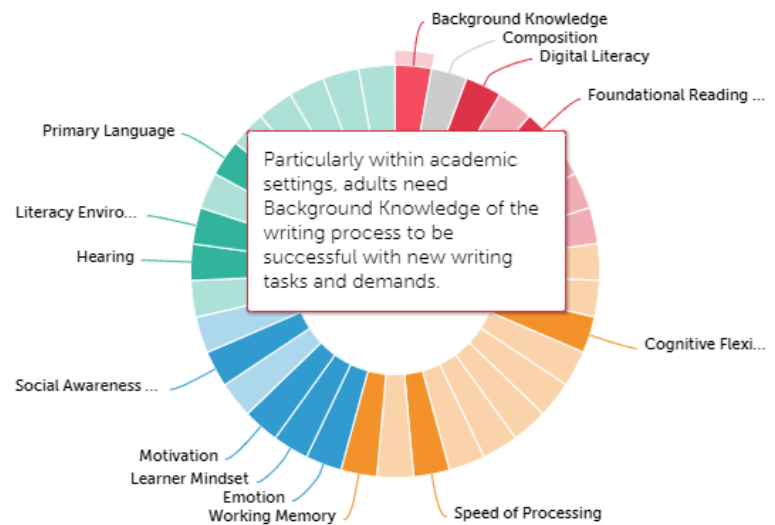 Background Knowledge
Composition
Digital Literacy
Foundational Reading ...
Primary Language
Particularly within academic
settings, adults need
Background Knowledge of the
writing process to be
successful with new writing
tasks and demands.
Literacy Enviro...
Hearing
Cognitive Flexi...
Social Awareness ...
Motivation
Learner Mindset
Emotion
Working Memory
Speed of Processing